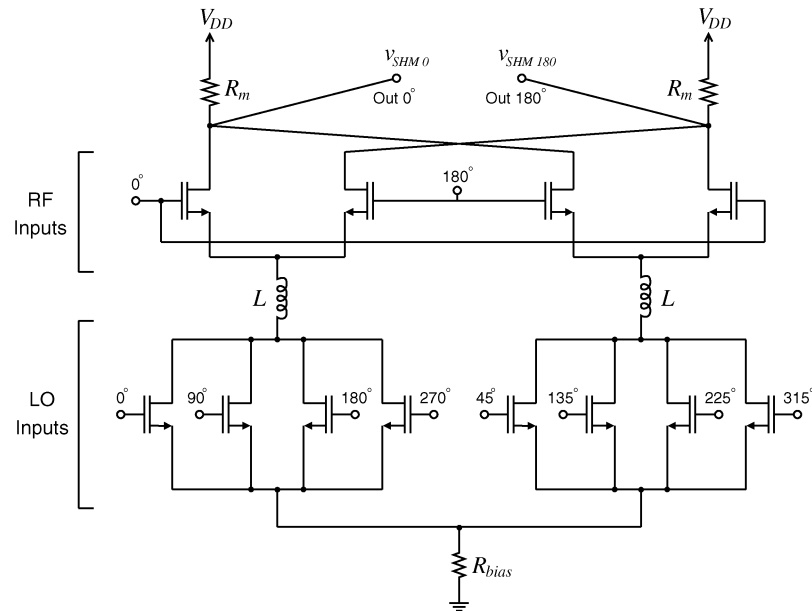 V_DD
V_DD
v_SHM 0
v_SHM 180
R_m
Out 0°
Out 180°
R_m
RF
Inputs
0°
180°
L
L
LO
Inputs
0°
90°
180°
270°
45°
135°
225°
315°
R_bias